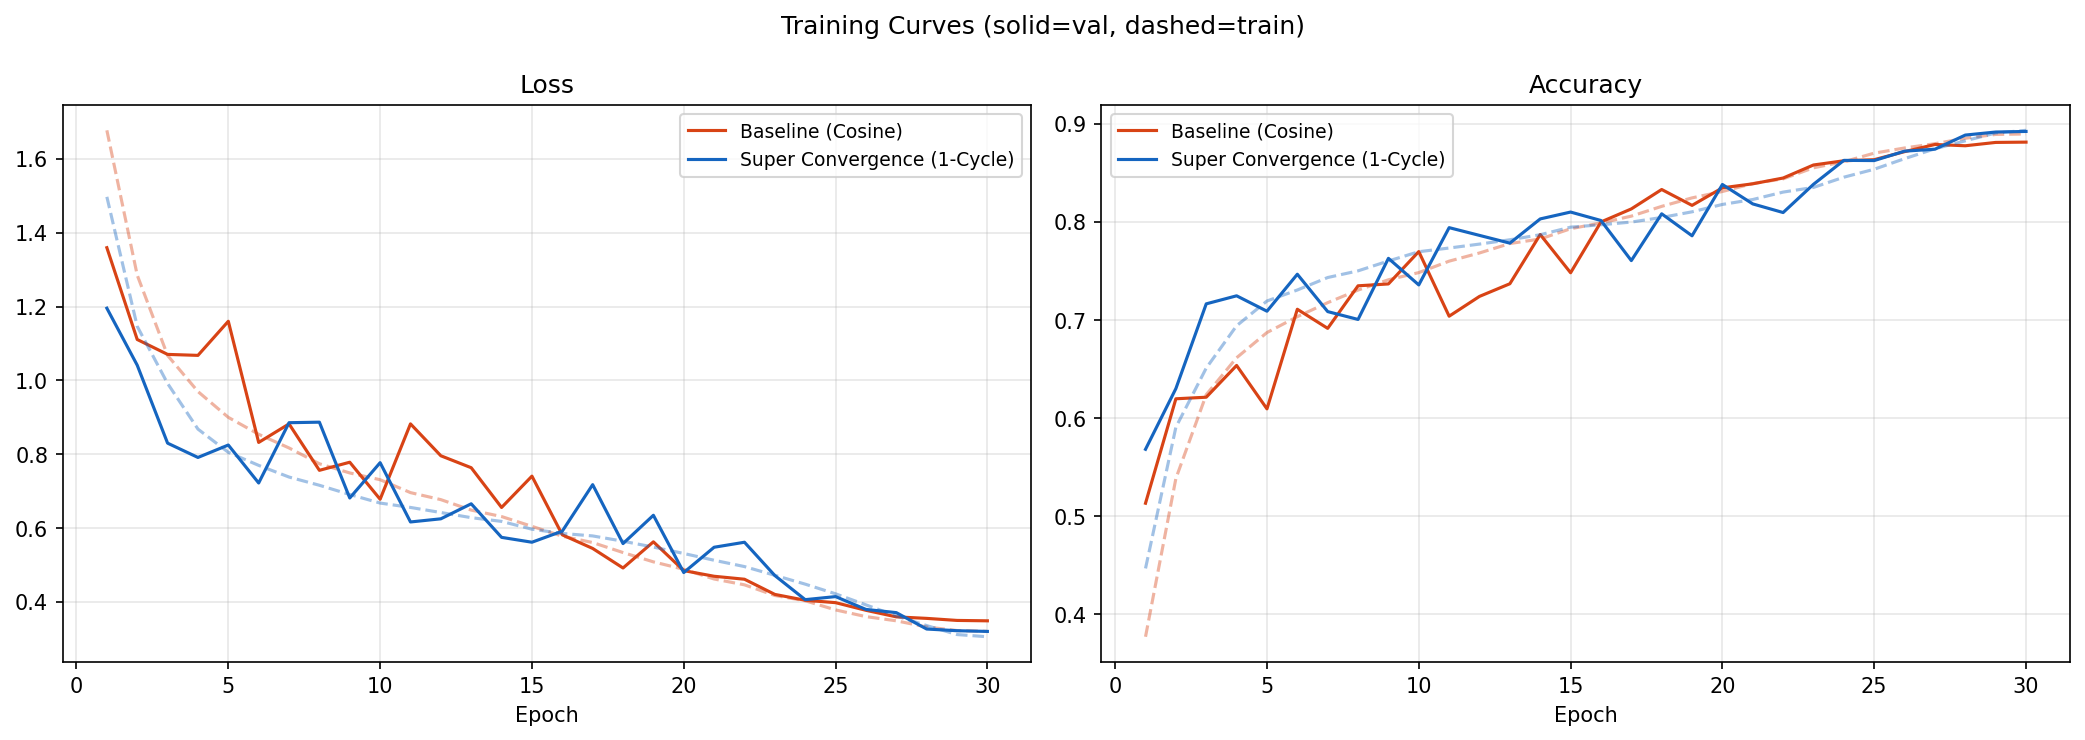 Training Curves (solid=val, dashed=train)
Loss
1.6
1.4
1.2
1.0
0.8
0.6
0.4
0 5 10 15 20 25 30
Epoch
Baseline (Cosine)
Super Convergence (1-Cycle)
Accuracy
0.9
0.8
0.7
0.6
0.5
0.4
0 5 10 15 20 25 30
Epoch
Baseline (Cosine)
Super Convergence (1-Cycle)